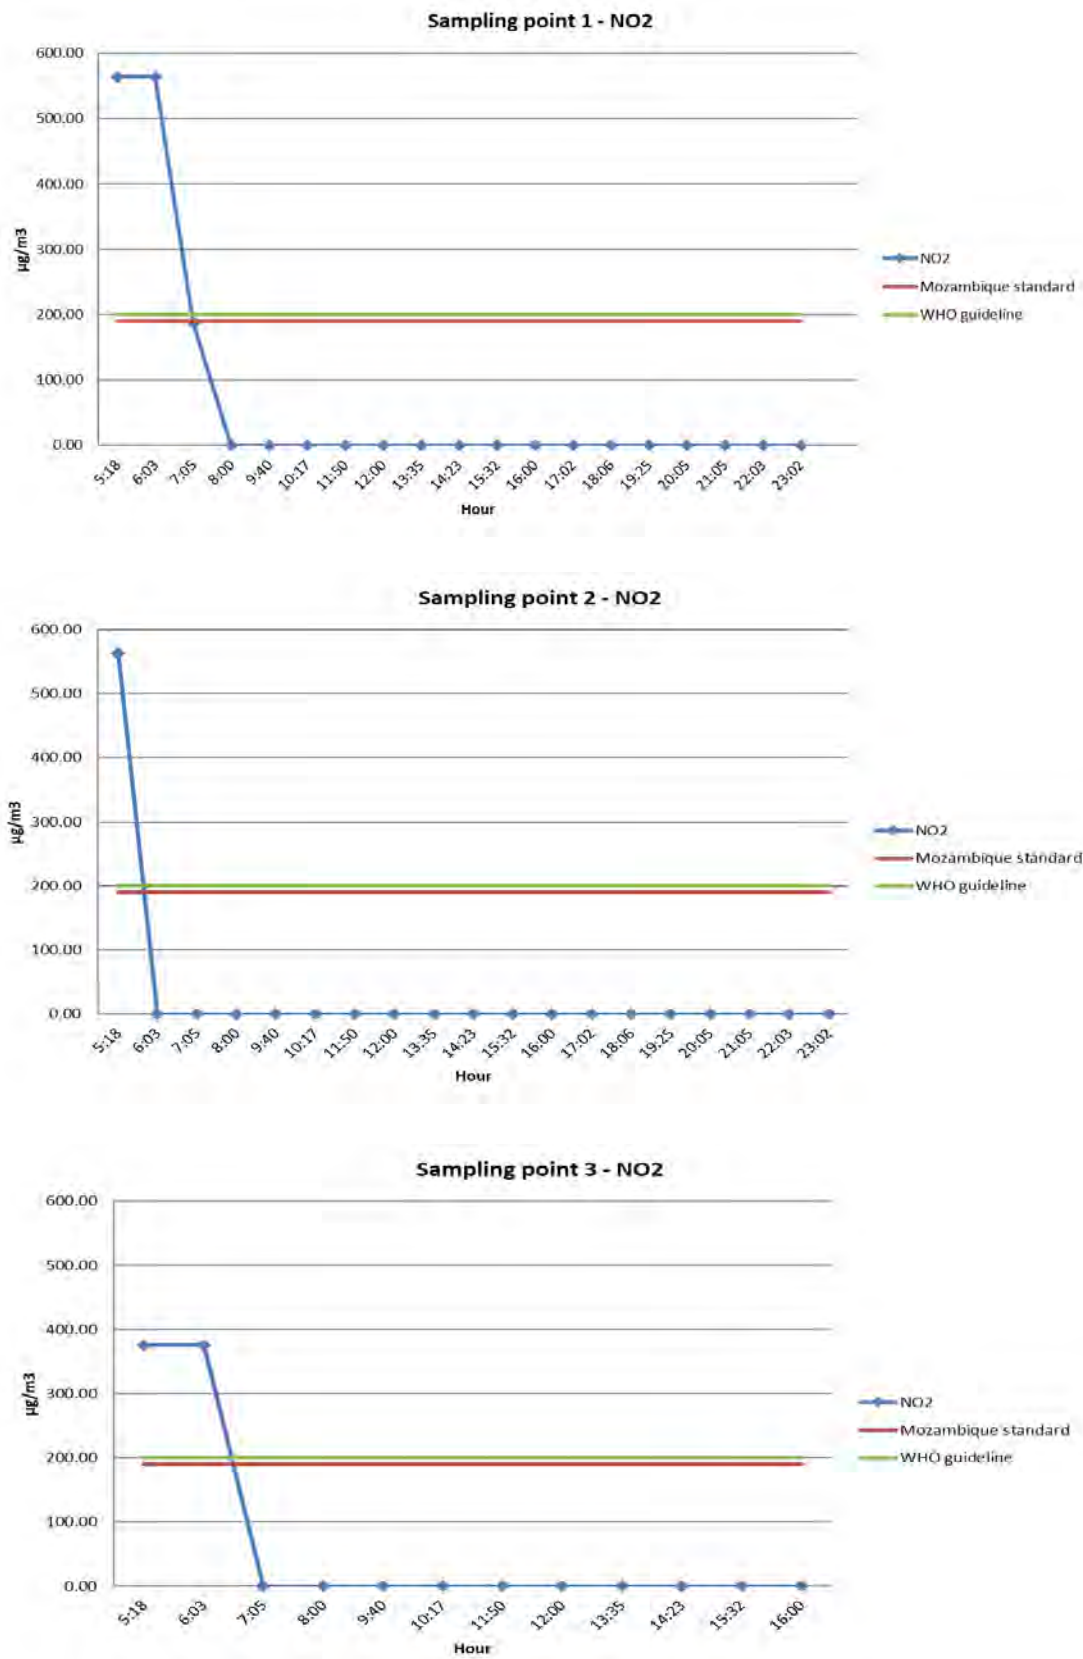 Sampling point 1 - NO2
600.00
500.00
400.00
300.00
200.00
100.00
0.00
µg/m3
5:18 6:03 7:05 8:00 9:40 10:17 11:50 12:00 13:35 14:23 15:32 16:00 17:02 18:06 19:25 20:05 21:05 22:03 23:02
Hour
NO2
Mozambique standard
WHO guideline
Sampling point 2 - NO2
600.00
500.00
400.00
300.00
200.00
100.00
0.00
µg/m3
5:18 6:03 7:05 8:00 9:40 10:17 11:50 12:00 13:35 14:23 15:32 16:00 17:02 18:06 19:25 20:05 21:05 22:03 23:02
Hour
NO2
Mozambique standard
WHO guideline
Sampling point 3 - NO2
600.00
500.00
400.00
300.00
200.00
100.00
0.00
µg/m3
5:18 6:03 7:05 8:00 9:40 10:17 11:50 12:00 13:35 14:23 15:32 16:00
Hour
NO2
Mozambique standard
WHO guideline